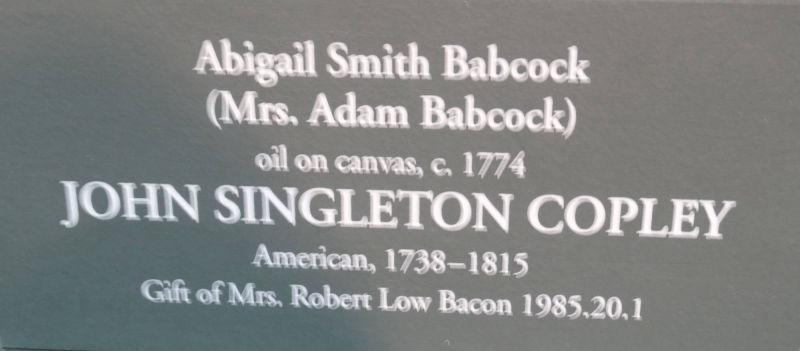 Abigail Smith Babcock
(Mrs. Adam Babcock)
oil on canvas, c. 1774
JOHN SINGLETON COPLEY
American, 1738–1815
Gift of Mrs. Robert Low Bacon 1985.20.1